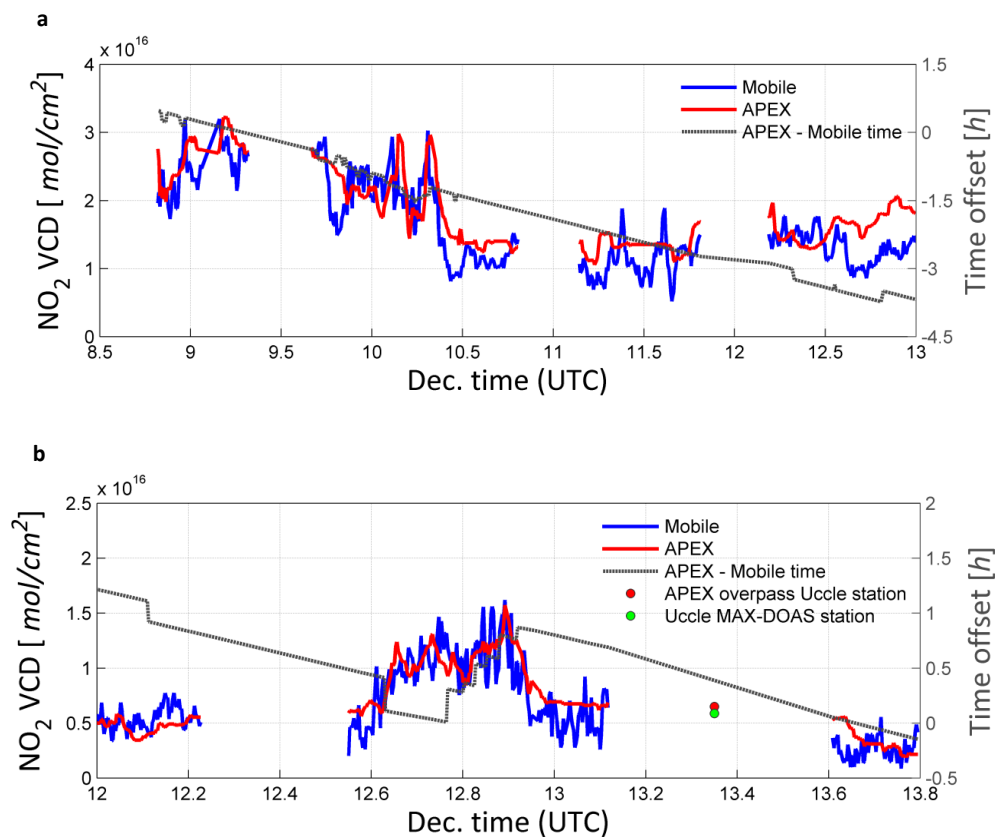 a
x 10^16
NO2 VCD [ mol/cm^2]
4
3
2
1
0
1.5
0
-1.5
-3
-4.5
Time offset [h]
Mobile
APEX
APEX - Mobile time
8.5 9 9.5 10 10.5 11 11.5 12 12.5 13
Dec. time (UTC)
b
x 10^16
NO2 VCD [ mol/cm^2]
2.5
2
1.5
1
0.5
0
2
1.5
1
0.5
0
-0.5
Time offset [h]
Mobile
APEX
APEX - Mobile time
APEX overpass Uccle station
Uccle MAX-DOAS station
12 12.2 12.4 12.6 12.8 13 13.2 13.4 13.6 13.8
Dec. time (UTC)